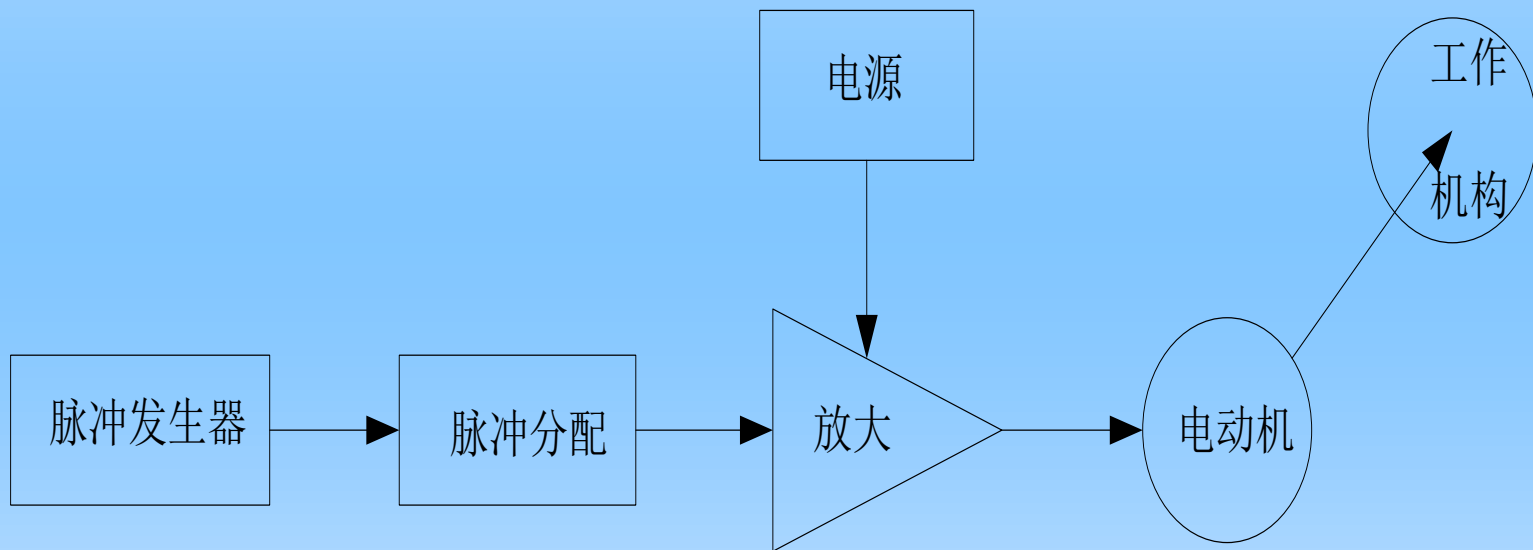 电源
工作
机构
脉冲发生器
脉冲分配
放大
电动机